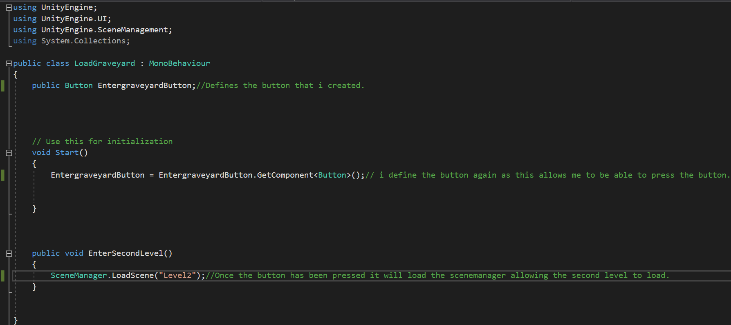 using UnityEngine;
using UnityEngine.UI;
using UnityEngine.SceneManagement;
using System.Collections;
public class LoadGraveyard : MonoBehaviour
{
public Button EntergraveyardButton;//Defines the button that i created.
// Use this for initialization
void Start()
{
EntergraveyardButton = EntergraveyardButton.GetComponent<Button>();// i define the button again as this allows me to be able to press the button.
}
public void EnterSecondLevel()
{
SceneManager.LoadScene("Level2");//Once the button has been pressed it will load the scenemanager allowing the second level to load.
}
}